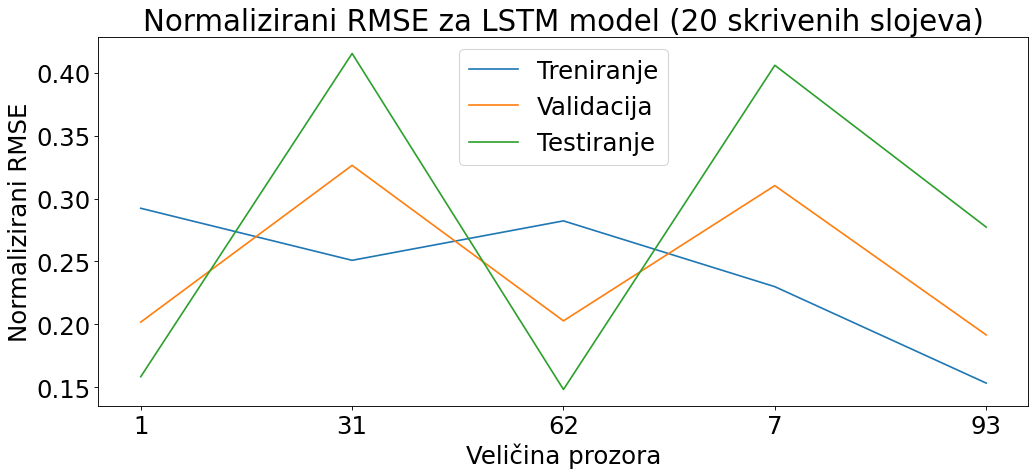 Normalizirani RMSE za LSTM model (20 skrivenih slojeva)
Normalizirani RMSE
0.40
0.35
0.30
0.25
0.20
0.15
Treniranje
Validacija
Testiranje
1 31 62 7 93
Veličina prozora